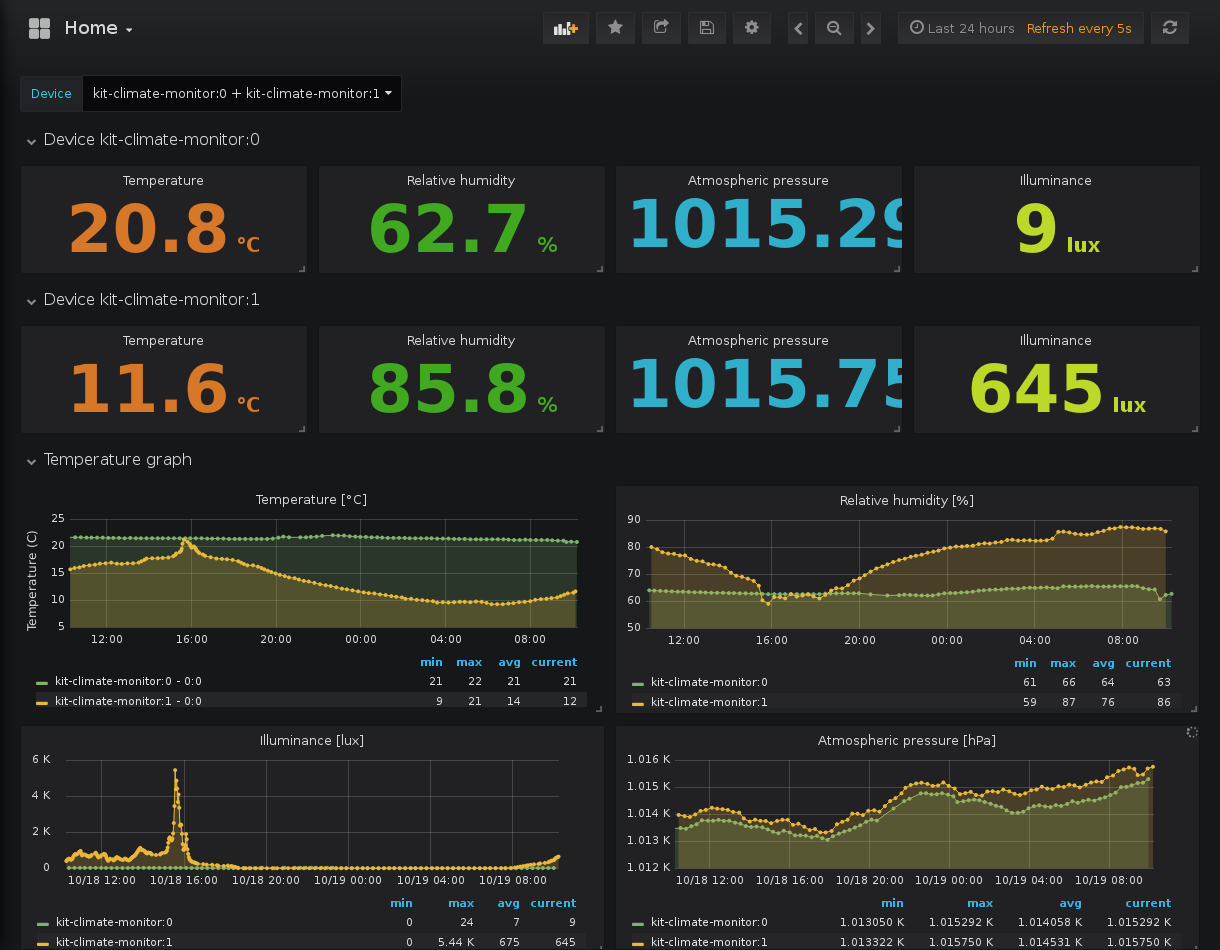 Home
Last 24 hours Refresh every 5s
Device kit-climate-monitor:0 + kit-climate-monitor:1
Device kit-climate-monitor:0
Temperature Relative humidity Atmospheric pressure Illuminance
20.8 °C 62.7 % 1015.29 9 lux
Device kit-climate-monitor:1
Temperature Relative humidity Atmospheric pressure Illuminance
11.6 °C 85.8 % 1015.75 645 lux
Temperature graph
Temperature [°C]
Temperature (C)
25
20
15
10
5
12:00 16:00 20:00 00:00 04:00 08:00
min max avg current
kit-climate-monitor:0 - 0:0 21 22 21 21
kit-climate-monitor:1 - 0:0 9 21 14 12
Relative humidity [%]
90
80
70
60
50
12:00 16:00 20:00 00:00 04:00 08:00
min max avg current
kit-climate-monitor:0 61 66 64 63
kit-climate-monitor:1 59 87 76 86
Illuminance [lux]
6 K
4 K
2 K
0
10/18 12:00 10/18 16:00 10/18 20:00 10/19 00:00 10/19 04:00 10/19 08:00
min max avg current
kit-climate-monitor:0 0 24 7 9
kit-climate-monitor:1 0 5.44 K 675 645
Atmospheric pressure [hPa]
1.016 K
1.015 K
1.014 K
1.013 K
1.012 K
10/18 12:00 10/18 16:00 10/18 20:00 10/19 00:00 10/19 04:00 10/19 08:00
min max avg current
kit-climate-monitor:0 1.013050 K 1.015292 K 1.014058 K 1.015292 K
kit-climate-monitor:1 1.013322 K 1.015750 K 1.014531 K 1.015750 K